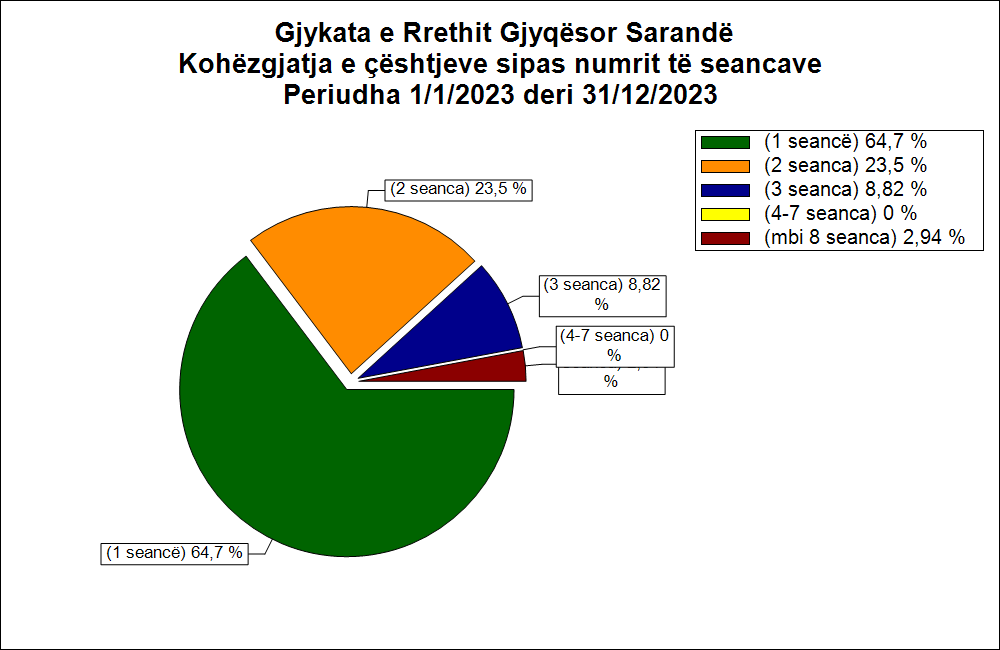 Gjykata e Rrethit Gjyqësor Sarandë
Kohëzgjatja e çështjeve sipas numrit të seancave
Periudha 1/1/2023 deri 31/12/2023
(1 seancë) 64,7 %
(2 seanca) 23,5 %
(3 seanca) 8,82 %
(4-7 seanca) 0 %
(mbi 8 seanca) 2,94 %
(2 seanca) 23,5 %
(3 seanca) 8,82
%
(4-7 seanca) 0
%
%
(1 seancë) 64,7 %